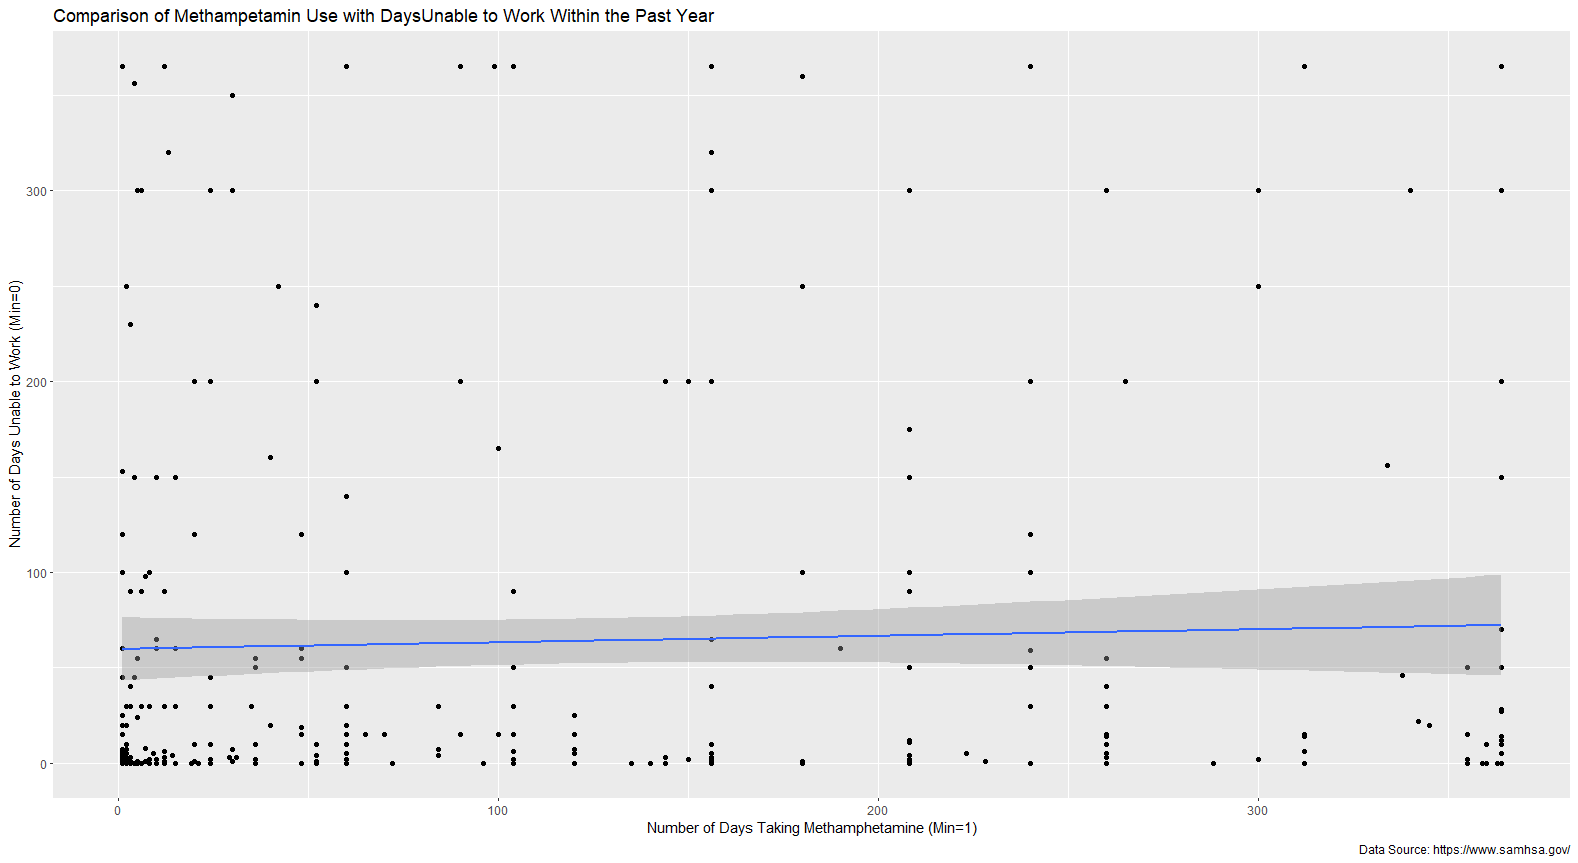 Comparison of Methampetamin Use with DaysUnable to Work Within the Past Year
Number of Days Unable to Work (Min=0)
300
200
100
0
0 100 200 300
Number of Days Taking Methamphetamine (Min=1)
Data Source: https://www.samhsa.gov/